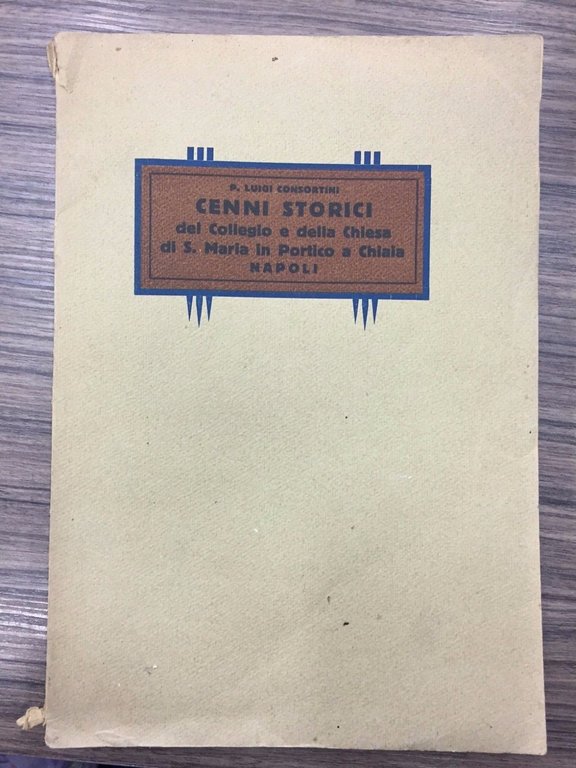 P. LUIGI CONSORTINI
CENNI STORICI
del Collegio e della Chiesa
di S. Maria in Portico a Chiaia
NAPOLI